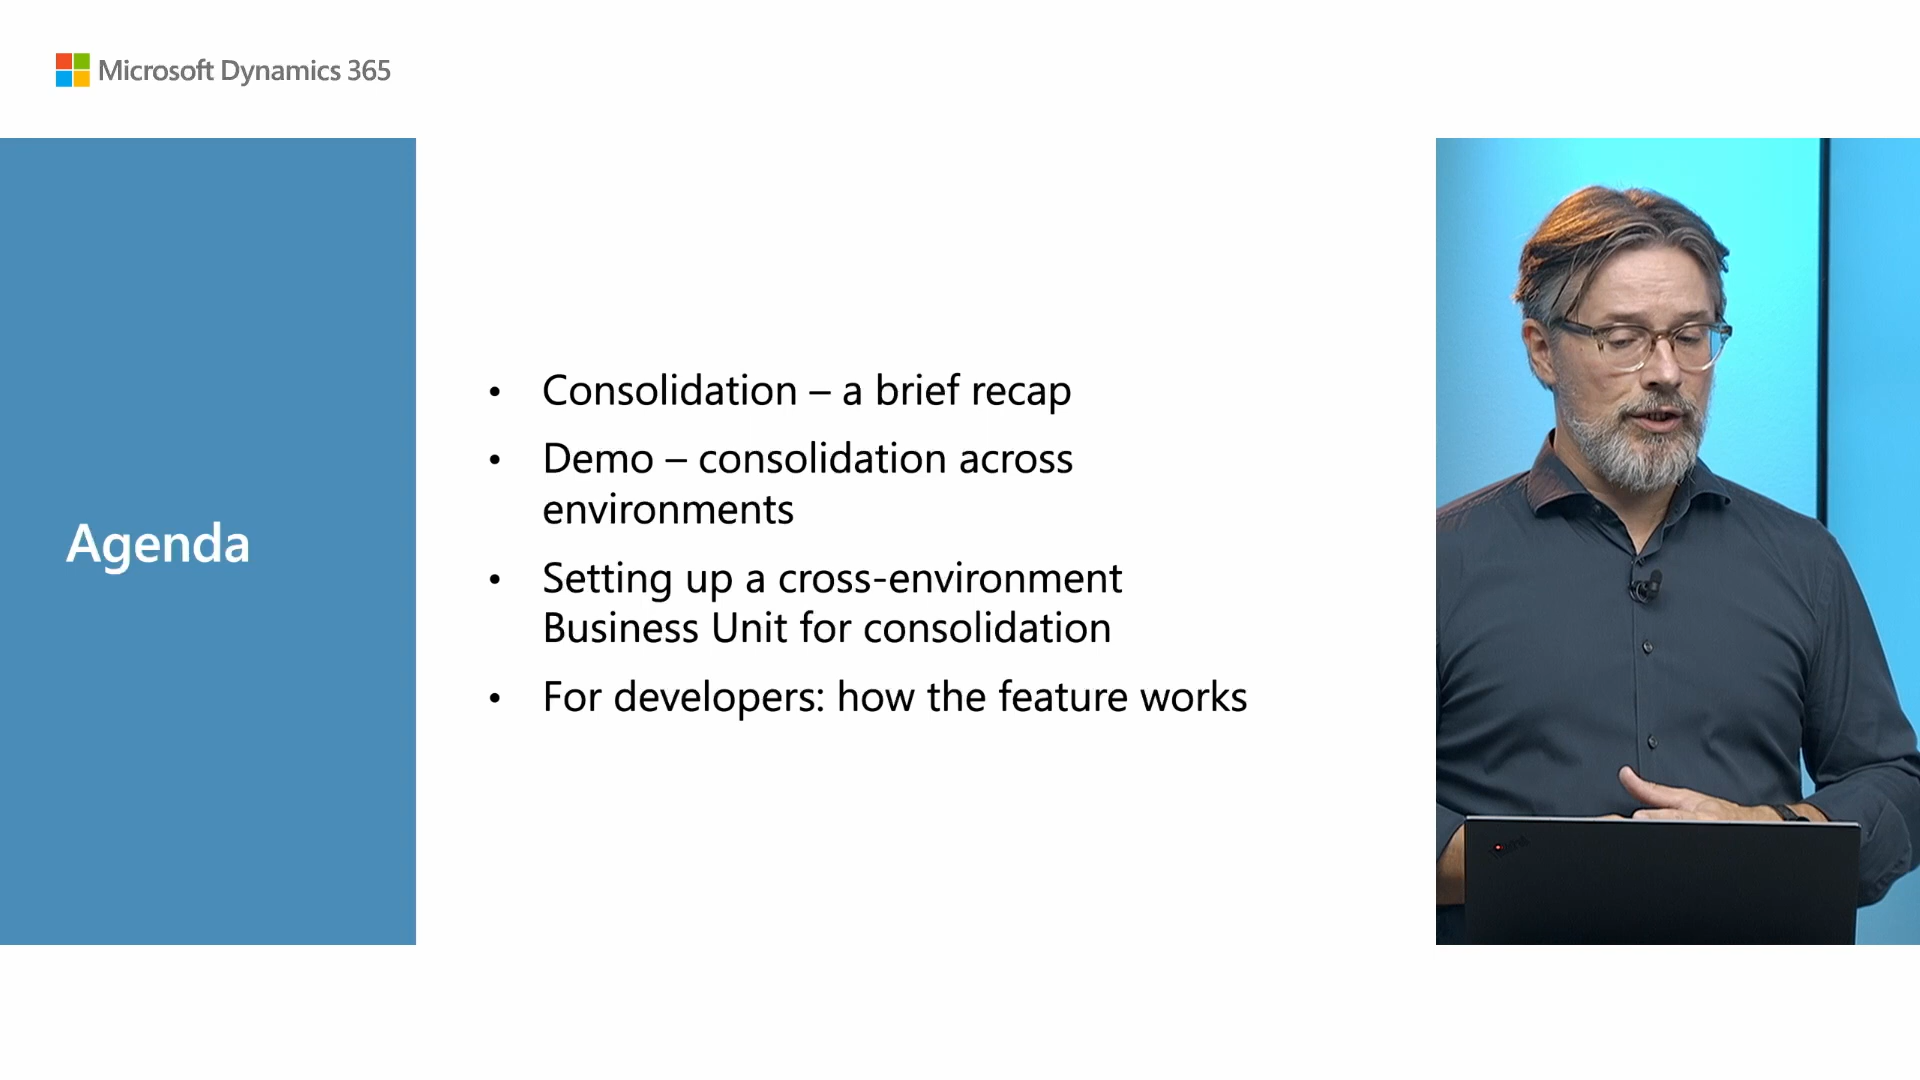 Microsoft Dynamics 365
Agenda
• Consolidation – a brief recap
• Demo – consolidation across
environments
• Setting up a cross-environment
Business Unit for consolidation
• For developers: how the feature works